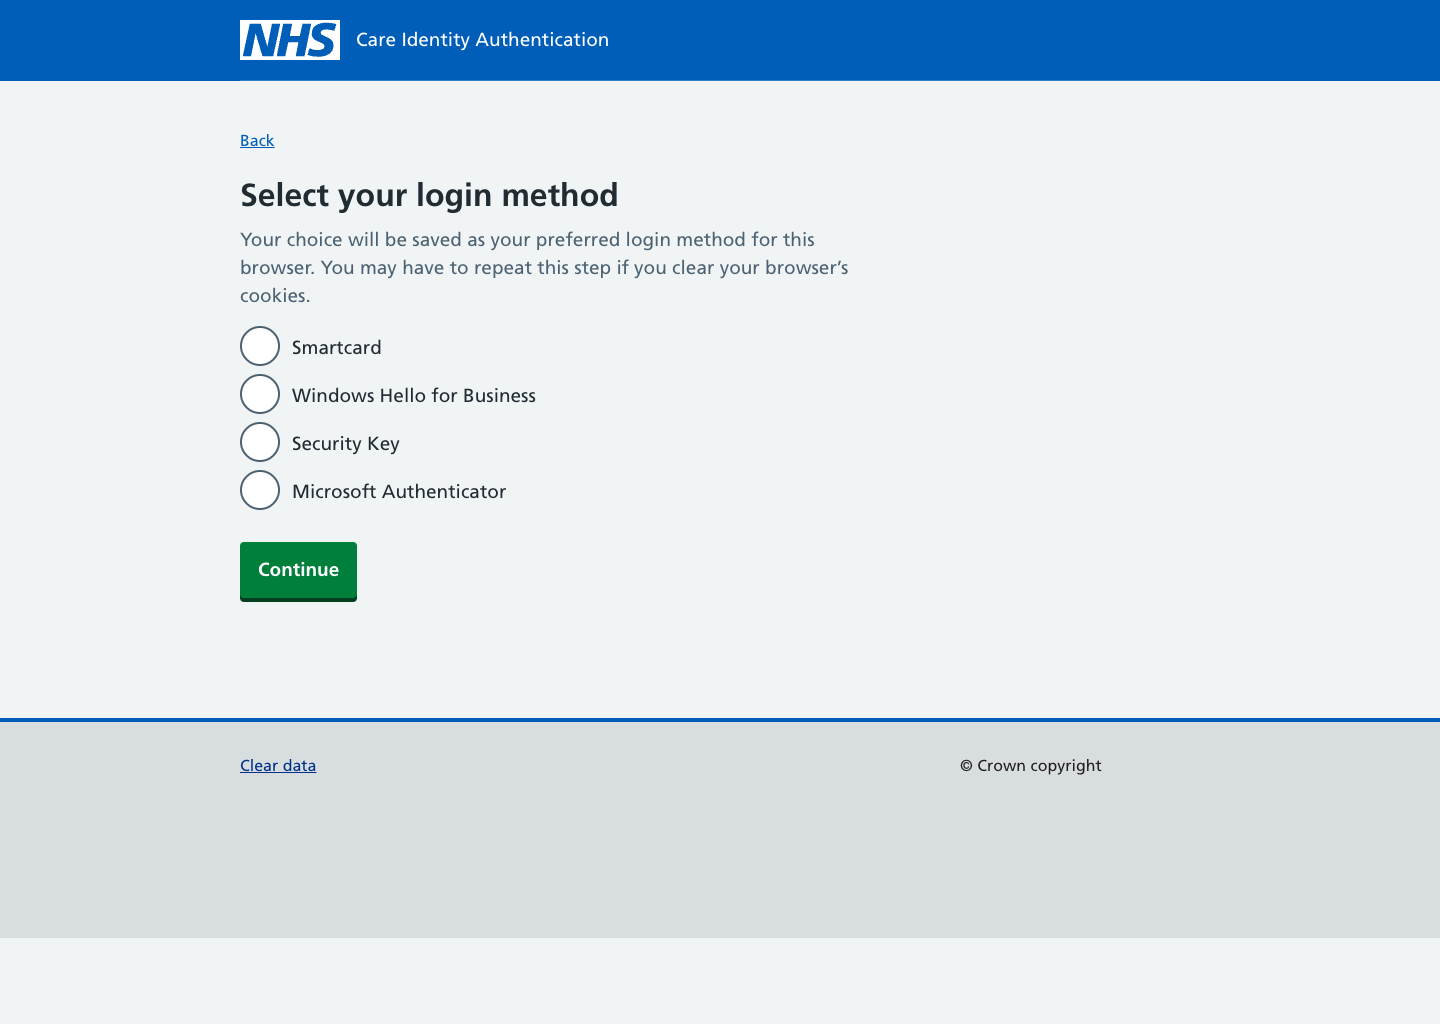 NHS Care Identity Authentication
Back
Select your login method
Your choice will be saved as your preferred login method for this
browser. You may have to repeat this step if you clear your browser’s
cookies.
Smartcard
Windows Hello for Business
Security Key
Microsoft Authenticator
Continue
Clear data
© Crown copyright